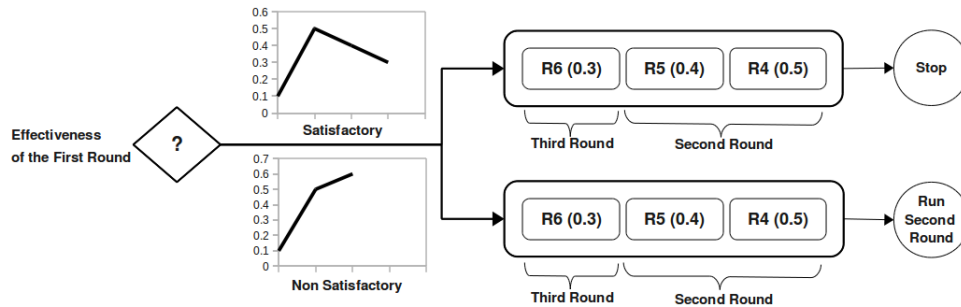 Effectiveness
of the First Round
?
0.6
0.5
0.4
0.3
0.2
0.1
0
Satisfactory
0.7
0.6
0.5
0.4
0.3
0.2
0.1
0
Non Satisfactory
R6 (0.3) R5 (0.4) R4 (0.5)
Third Round Second Round
Stop
R6 (0.3) R5 (0.4) R4 (0.5)
Third Round Second Round
Run
Second
Round